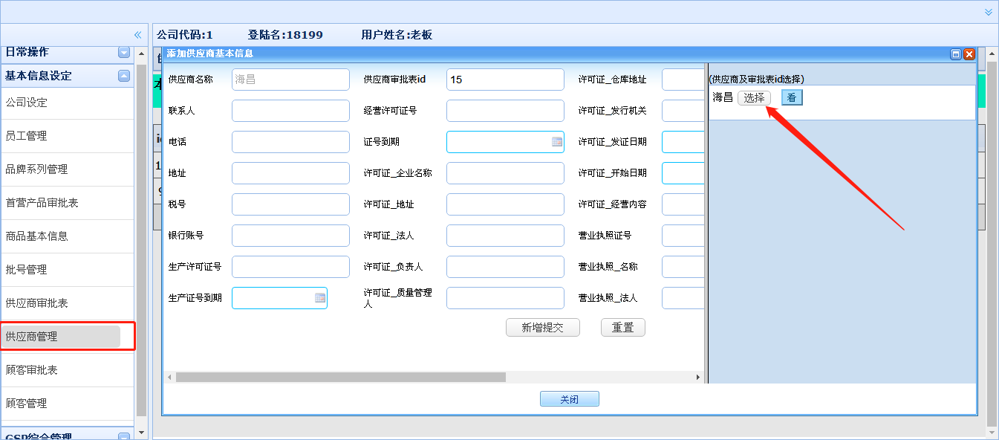 公司代码:1 登陆名:18199 用户姓名:老板
日常操作
基本信息设定
公司设定
员工管理
品牌系列管理
首营产品审批表
商品基本信息
批号管理
供应商审批表
供应商管理
顾客审批表
顾客管理
GSP综合管理
添加供应商基本信息
供应商名称 海昌 供应商审批表id 15 许可证_仓库地址
联系人 经营许可证号 许可证_发行机关
电话 证号到期 许可证_发证日期
地址 许可证_企业名称 许可证_开始日期
税号 许可证_地址 许可证_经营内容
银行账号 许可证_法人 营业执照证号
生产许可证号 许可证_负责人 营业执照_名称
生产证号到期 许可证_质量管理人 营业执照_法人
新增提交 重置
(供应商及审批表id选择)
海昌 选择 看
关闭